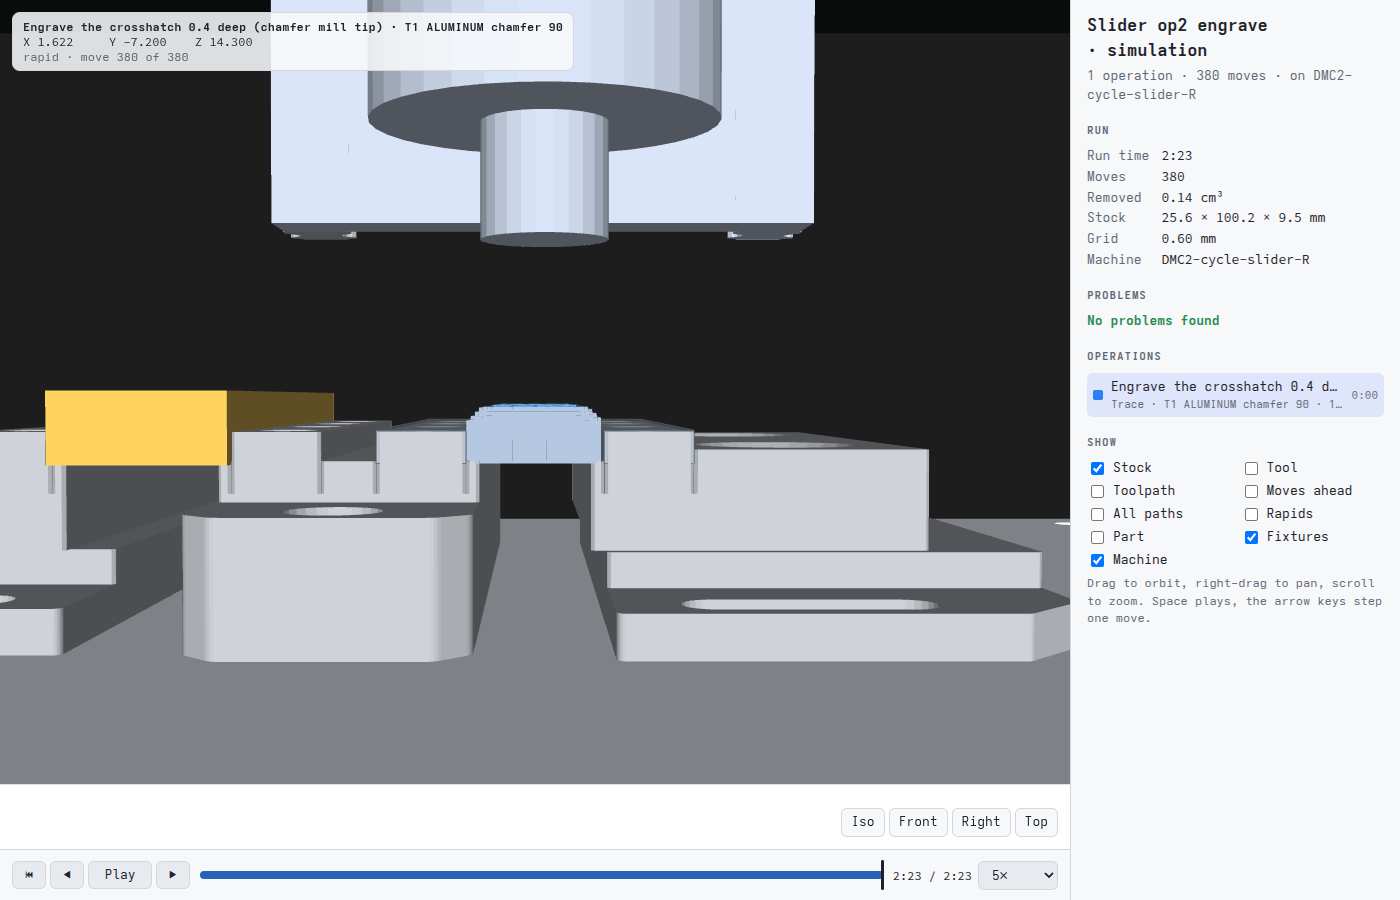 Engrave the crosshatch 0.4 deep (chamfer mill tip) · T1 ALUMINUM chamfer 90
X 1.622 Y -7.200 Z 14.300
rapid · move 380 of 380
Slider op2 engrave
· simulation
1 operation · 380 moves · on DMC2-
cycle-slider-R
RUN
Run time 2:23
Moves 380
Removed 0.14 cm³
Stock 25.6 × 100.2 × 9.5 mm
Grid 0.60 mm
Machine DMC2-cycle-slider-R
PROBLEMS
No problems found
OPERATIONS
Engrave the crosshatch 0.4 d…
Trace · T1 ALUMINUM chamfer 90 · 1…
0:00
SHOW
Stock Tool
Toolpath Moves ahead
All paths Rapids
Part Fixtures
Machine
Drag to orbit, right-drag to pan, scroll
to zoom. Space plays, the arrow keys step
one move.
Iso Front Right Top
Play 2:23 / 2:23 5×